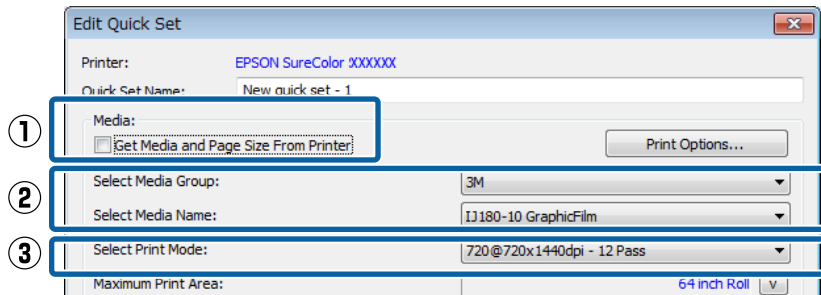 Edit Quick Set
Printer: EPSON SureColor XXXXXX
Quick Set Name: New quick set - 1
① Media:
Get Media and Page Size From Printer Print Options...
② Select Media Group: 3M
Select Media Name: IJ180-10 GraphicFilm
③ Select Print Mode: 720@720x1440dpi - 12 Pass
Maximum Print Area: 64 inch Roll v